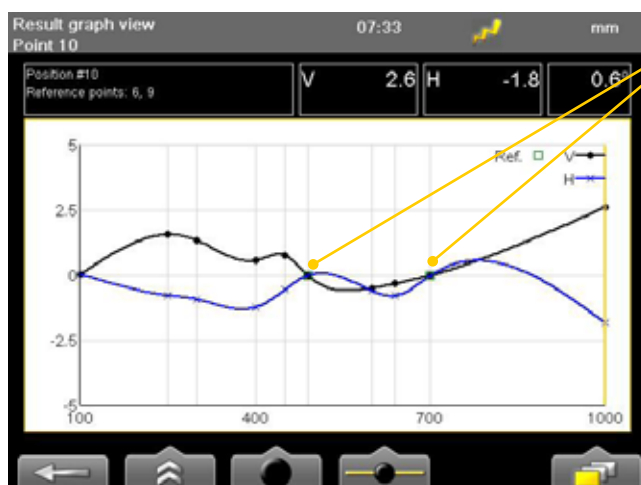 Result graph view 07:33 mm
Point 10
Position #10
Reference points: 6, 9
V 2.6 H -1.8 0.6°
5
Ref. V
H
2.5
0
-2.5
-5
100 400 700 1000